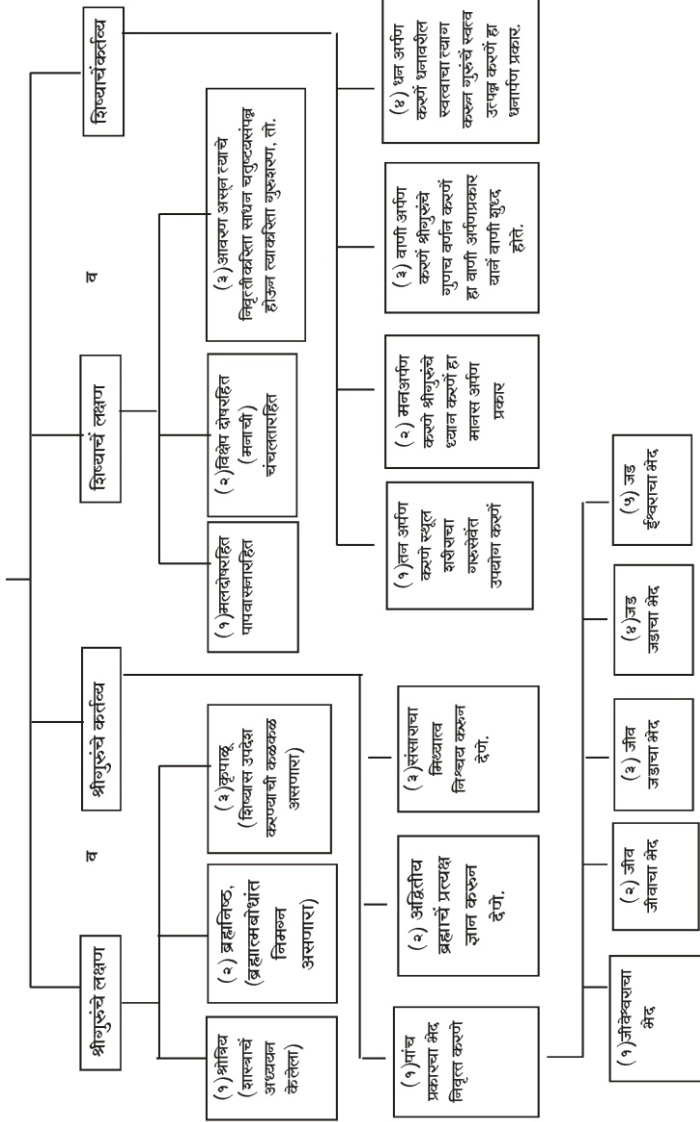 श्रीगुरुंचे लक्षण
व
श्रीगुरुंचे कर्तव्य
शिष्याचें लक्षण
व
शिष्याचेंकर्तव्य
(१)श्रोत्रिय
(शास्त्राचें
अध्ययन
केलेला)
(२) ब्रह्मनिष्ठ,
(ब्रह्मात्मबोधांत
निमग्न
असणारा)
(३)कृपाळू
(शिष्यास उपदेश
करण्याची कळकळ
असणारा)
(१)मलदोषरहित
पापवासनारहित
(२)विक्षेप दोषरहित
(मनाची)
चंचलतारहित
(३)आवरण असून त्याचे
निवृत्तीकरिता साधन चतुष्टयसंपन्न
होऊन त्याकरिता गुरुशरण, तो.
(१)पांच
प्रकारचा भेद
निवृत्त करणे
(२) अद्वितीय
ब्रह्माचें प्रत्यक्ष
ज्ञान करुन
देणे.
(३)संसाराचा
मिथ्यात्व
निश्चय करुन
देणे.
(१)तन अर्पण
करणे स्थूल
शरीराचा
गरुसेवेंत
उपयोग करणें
(२) मनअर्पण
करणे श्रीगुरुंचे
ध्यान करणें हा
मानस अर्पण
प्रकार
(३) वाणी अर्पण
करणें श्रीगुरुंचे
गुणच वर्णन करणें
हा वाणी अर्पणप्रकार
यानें वाणी शुध्द
होते.
(४) धन अर्पण
करणें धनावरील
स्वत्वाचा त्याग
करुन गुरुंचें स्वत्व
उत्पन्न करणें हा
धनार्पण प्रकार.
(१)जीवेश्वराचा
भेद
(२) जीव
जीवाचा भेद
(३) जीव
जडाचा भेद
(४)जड
जडाचा भेद
(५) जड
ईश्वराचा भेद